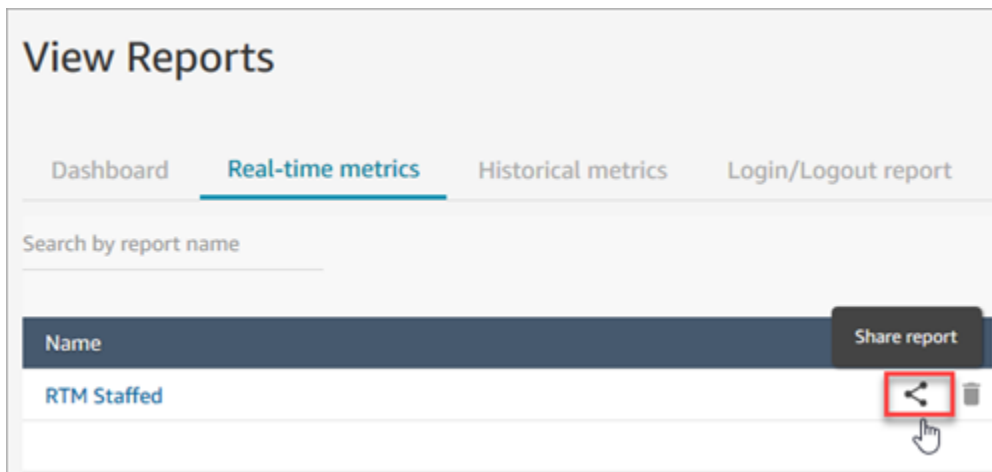 View Reports
Dashboard Real-time metrics Historical metrics Login/Logout report
Search by report name
Share report
Name
RTM Staffed